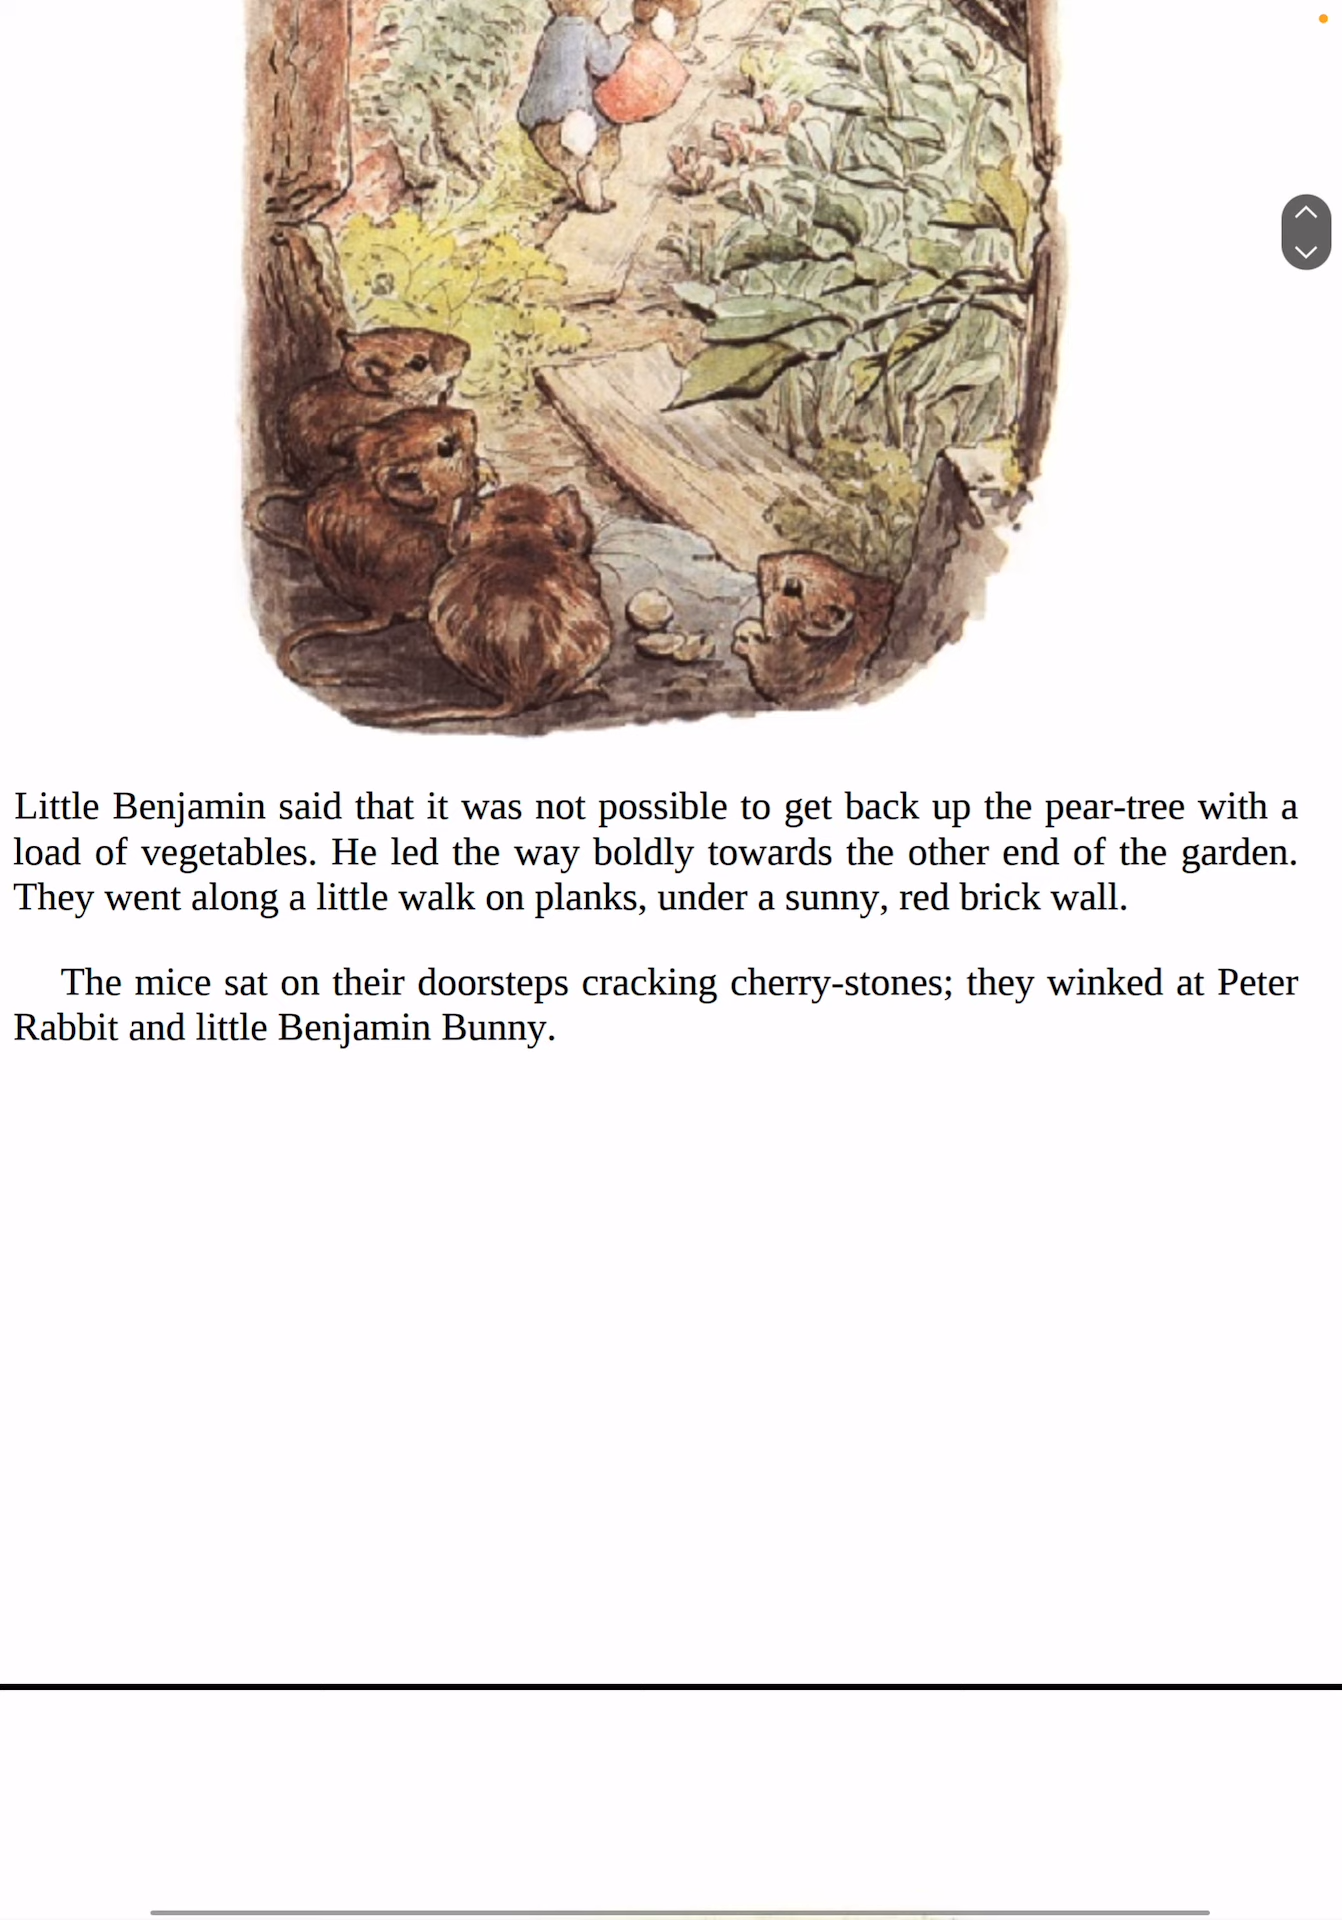 Little Benjamin said that it was not possible to get back up the pear-tree with a
load of vegetables. He led the way boldly towards the other end of the garden.
They went along a little walk on planks, under a sunny, red brick wall.
The mice sat on their doorsteps cracking cherry-stones; they winked at Peter
Rabbit and little Benjamin Bunny.